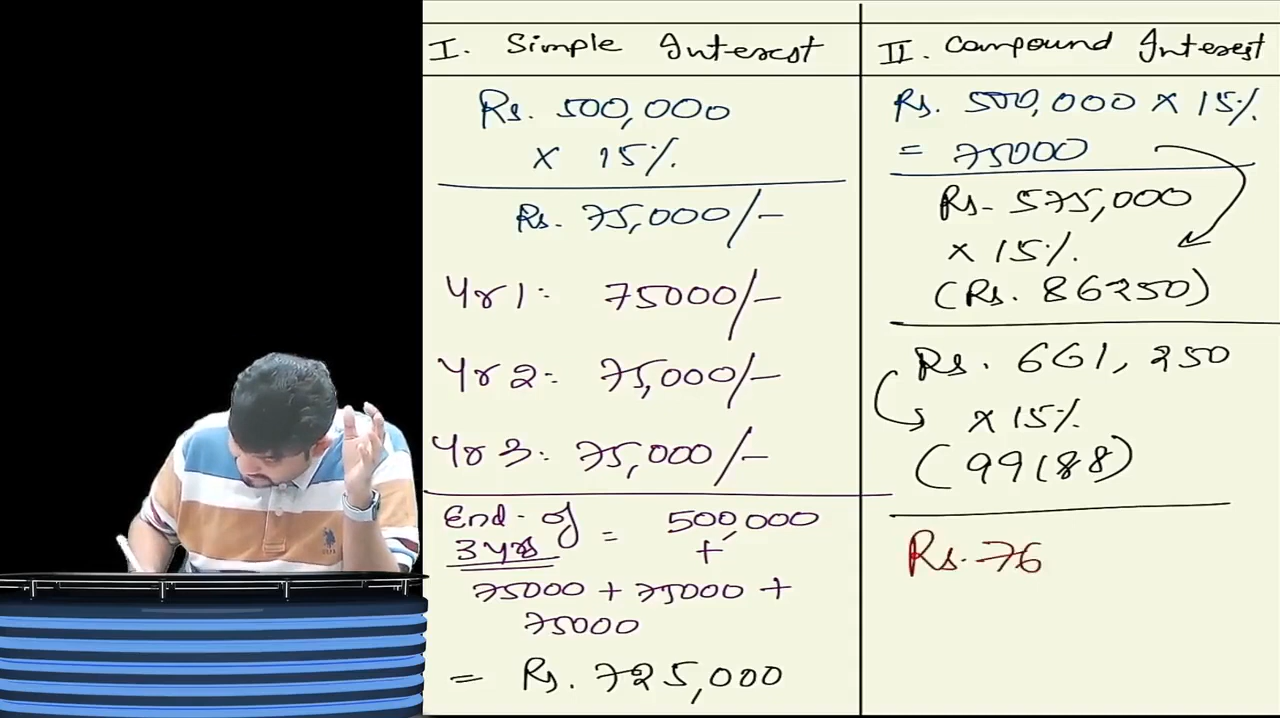 I. Simple Interest
Rs. 500,000
x 15%
Rs. 75,000/-
Yr 1: 75000/-
Yr 2: 75,000/-
Yr 3: 75,000/-
End of = 500,000
3 yrs +
75000 + 75000 +
75000
= Rs. 725,000
II. Compound Interest
Rs. 500,000 x 15%
= 75000
Rs. 575,000
x 15%
(Rs. 86250)
Rs. 661,250
x 15%
(99188)
Rs. 76